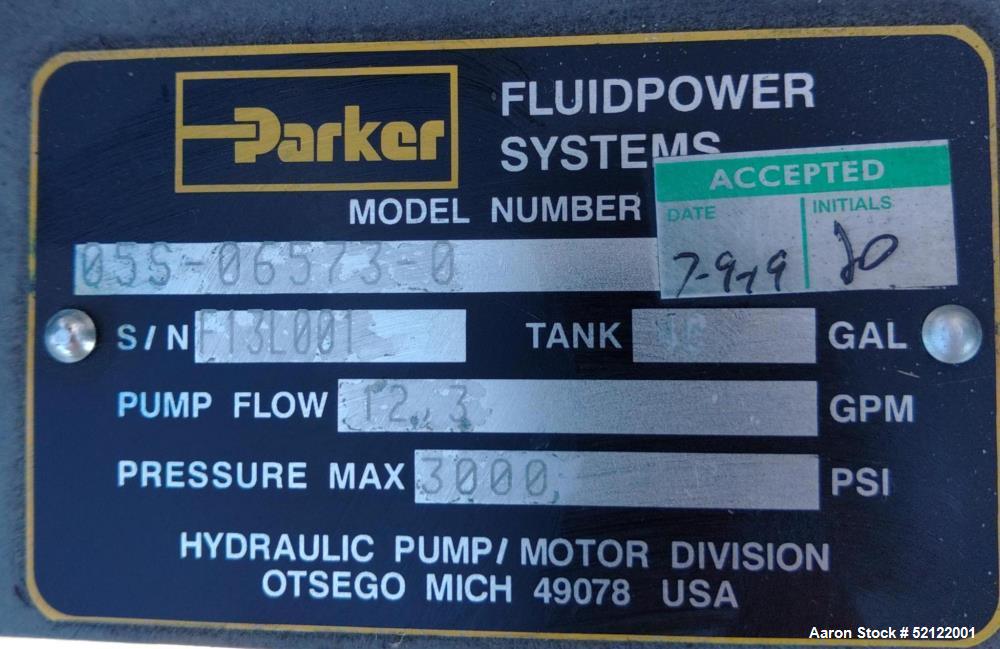 Parker
FLUIDPOWER
SYSTEMS
ACCEPTED
MODEL NUMBER
DATE
INITIALS
05S-06573-0
7-9-19
S/N F13L001
TANK GAL
PUMP FLOW 12.3 GPM
PRESSURE MAX 3000, PSI
HYDRAULIC PUMP/MOTOR DIVISION
OTSEGO MICH 49078 USA
Aaron Stock # 52122001